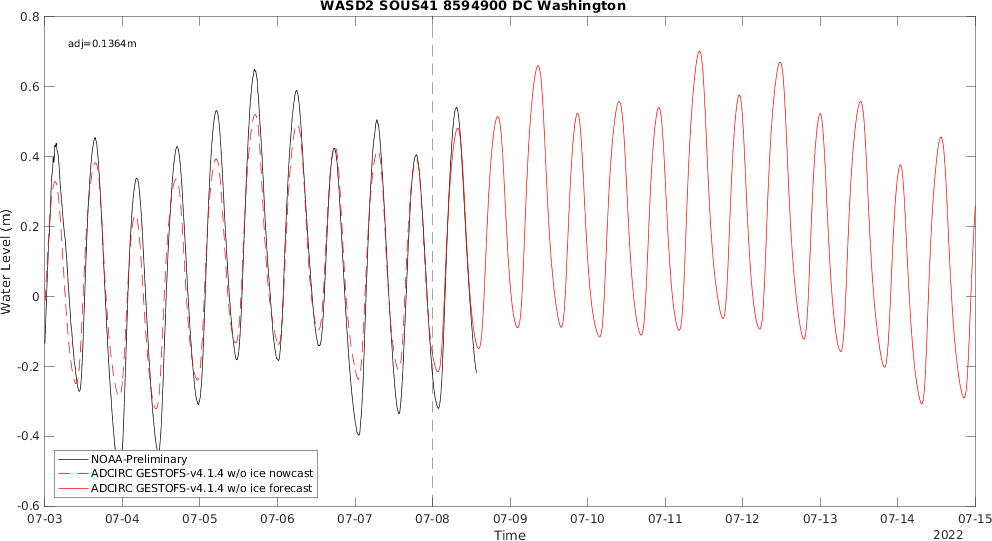 WASD2 SOUS41 8594900 DC Washington
adj=0.1364m
0.8
0.6
0.4
0.2
0
-0.2
-0.4
-0.6
Water Level (m)
NOAA-Preliminary
ADCIRC GESTOFS-v4.1.4 w/o ice nowcast
ADCIRC GESTOFS-v4.1.4 w/o ice forecast
07-03 07-04 07-05 07-06 07-07 07-08 07-09 07-10 07-11 07-12 07-13 07-14 07-15
Time
2022